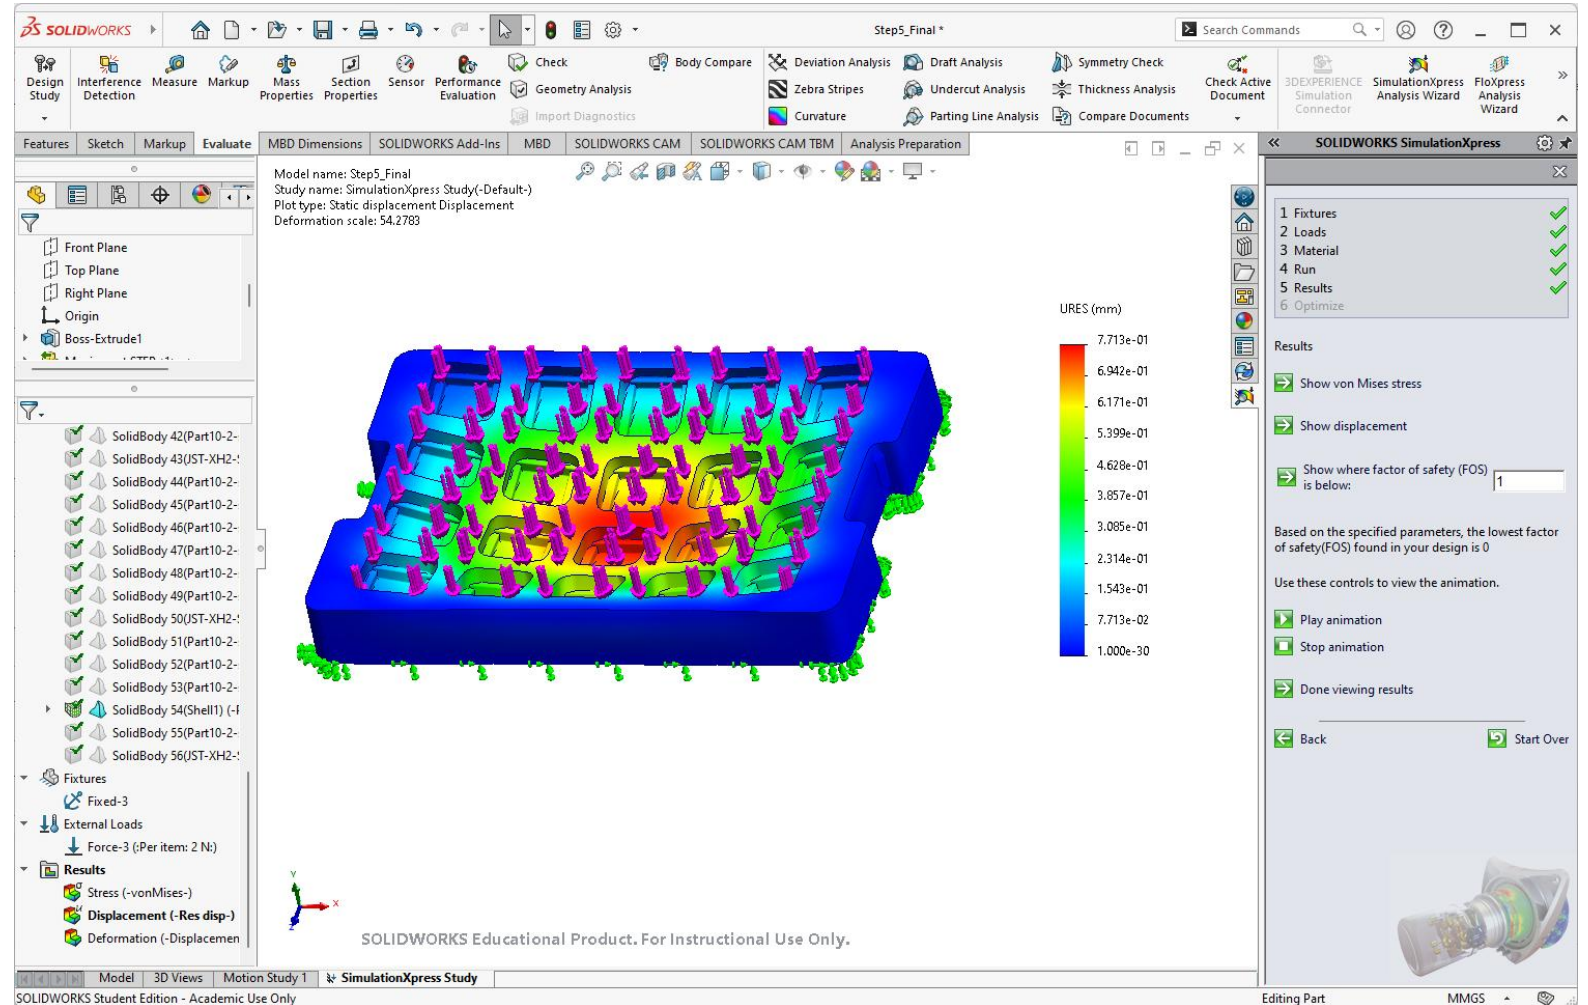 SOLIDWORKS
Step5_Final *
Search Commands
Design Study
Interference Detection
Measure
Markup
Mass Properties
Section Properties
Sensor
Performance Evaluation
Check
Geometry Analysis
Import Diagnostics
Body Compare
Deviation Analysis
Zebra Stripes
Curvature
Draft Analysis
Undercut Analysis
Parting Line Analysis
Symmetry Check
Thickness Analysis
Compare Documents
Check Active Document
3DEXPERIENCE Simulation Connector
SimulationXpress Analysis Wizard
FloXpress Analysis Wizard
Features
Sketch
Markup
Evaluate
MBD Dimensions
SOLIDWORKS Add-Ins
MBD
SOLIDWORKS CAM
SOLIDWORKS CAM TBM
Analysis Preparation
Front Plane
Top Plane
Right Plane
Origin
Boss-Extrude1
SolidBody 42(Part10-2-
SolidBody 43(JST-XH2-
SolidBody 44(Part10-2-
SolidBody 45(Part10-2-
SolidBody 46(Part10-2-
SolidBody 47(Part10-2-
SolidBody 48(Part10-2-
SolidBody 49(Part10-2-
SolidBody 50(JST-XH2-
SolidBody 51(Part10-2-
SolidBody 52(Part10-2-
SolidBody 53(Part10-2-
SolidBody 54(Shell1) (-
SolidBody 55(Part10-2-
SolidBody 56(JST-XH2-
Fixtures
Fixed-3
External Loads
Force-3 (:Per item: 2 N:)
Results
Stress (-vonMises-)
Displacement (-Res disp-)
Deformation (-Displacemen
Model name: Step5_Final
Study name: SimulationXpress Study(-Default-)
Plot type: Static displacement Displacement
Deformation scale: 54.2783
URES (mm)
7.713e-01
6.942e-01
6.171e-01
5.399e-01
4.628e-01
3.857e-01
3.085e-01
2.314e-01
1.543e-01
7.713e-02
1.000e-30
Y
X
Z
SOLIDWORKS Educational Product. For Instructional Use Only.
SOLIDWORKS SimulationXpress
1 Fixtures
2 Loads
3 Material
4 Run
5 Results
6 Optimize
Results
Show von Mises stress
Show displacement
Show where factor of safety (FOS)
is below:
1
Based on the specified parameters, the lowest factor
of safety(FOS) found in your design is 0
Use these controls to view the animation.
Play animation
Stop animation
Done viewing results
Back
Start Over
Model
3D Views
Motion Study 1
SimulationXpress Study
SOLIDWORKS Student Edition - Academic Use Only
Editing Part
MMGS